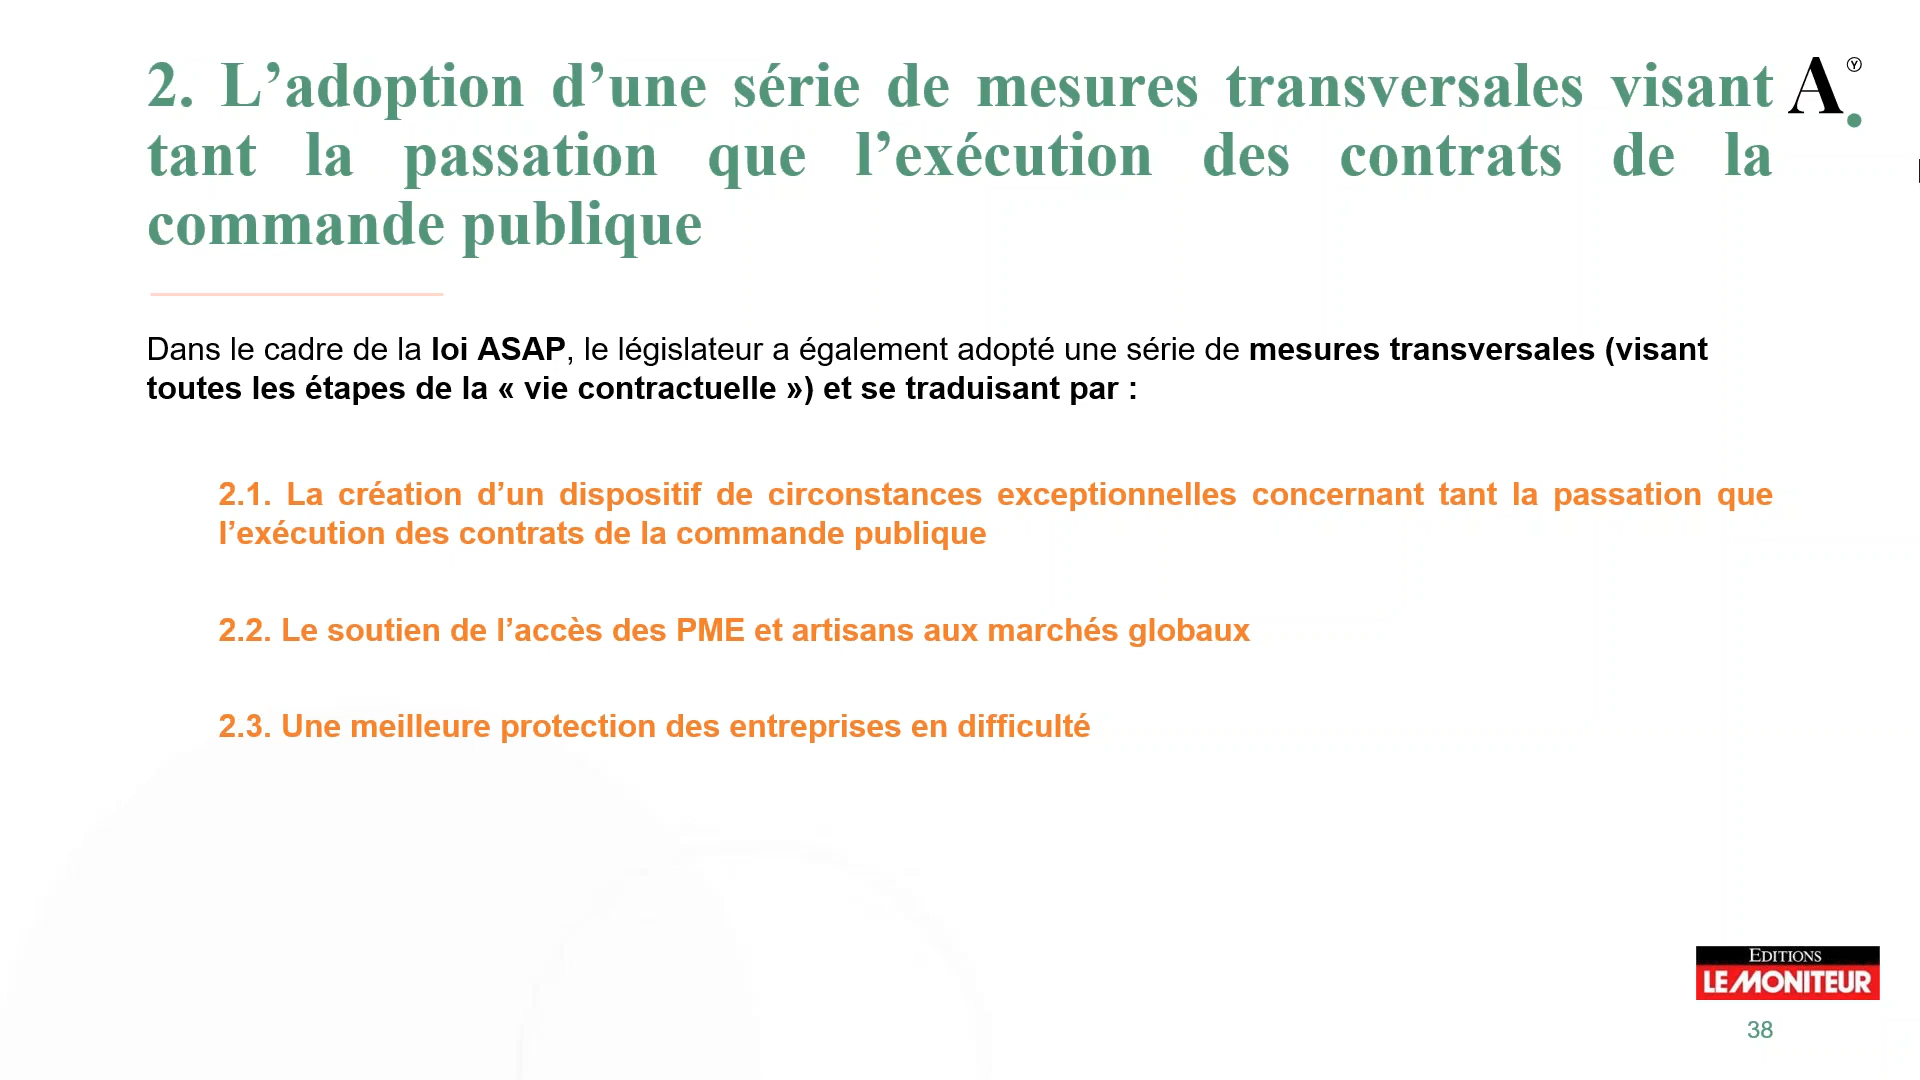 2. L’adoption d’une série de mesures transversales visant
tant la passation que l’exécution des contrats de la
commande publique
A
Dans le cadre de la loi ASAP, le législateur a également adopté une série de mesures transversales (visant
toutes les étapes de la « vie contractuelle ») et se traduisant par :
2.1. La création d’un dispositif de circonstances exceptionnelles concernant tant la passation que
l’exécution des contrats de la commande publique
2.2. Le soutien de l’accès des PME et artisans aux marchés globaux
2.3. Une meilleure protection des entreprises en difficulté
EDITIONS
LE MONITEUR
38